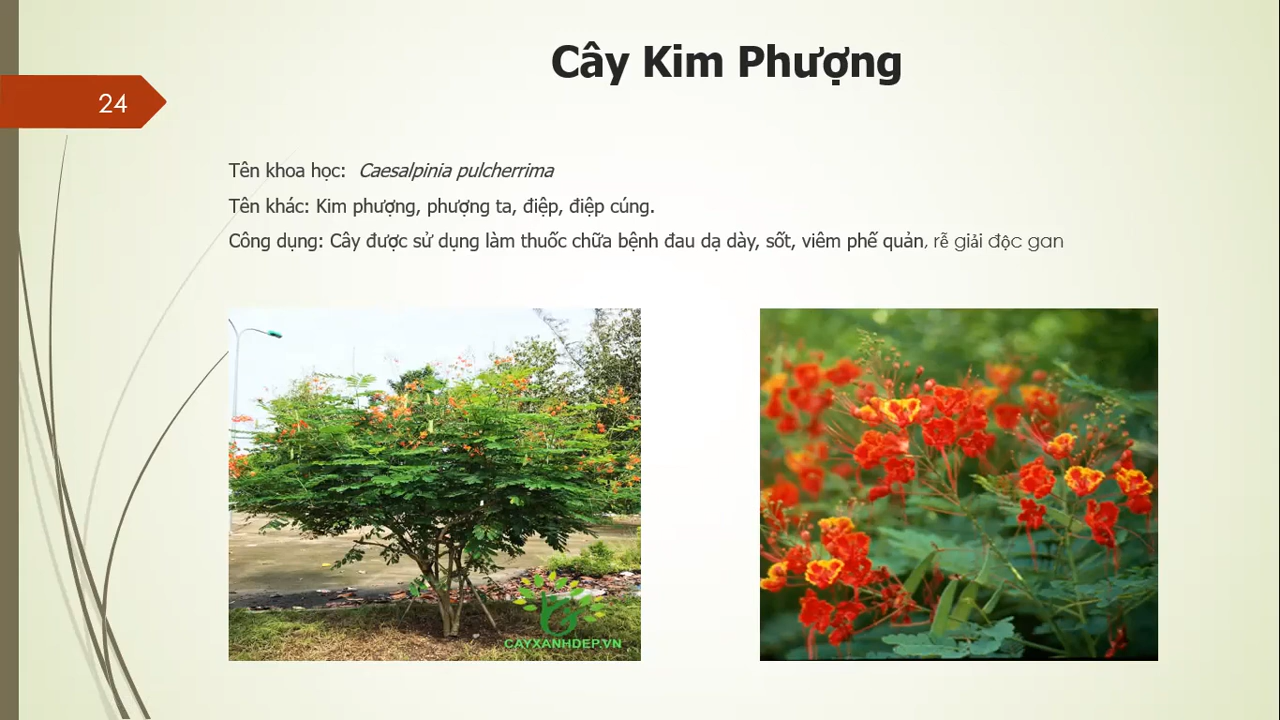 Cây Kim Phượng
24
Tên khoa học: Caesalpinia pulcherrima
Tên khác: Kim phượng, phượng ta, điệp, điệp cúng.
Công dụng: Cây được sử dụng làm thuốc chữa bệnh đau dạ dày, sốt, viêm phế quản, rễ giải độc gan
CAYXANHDEP.VN